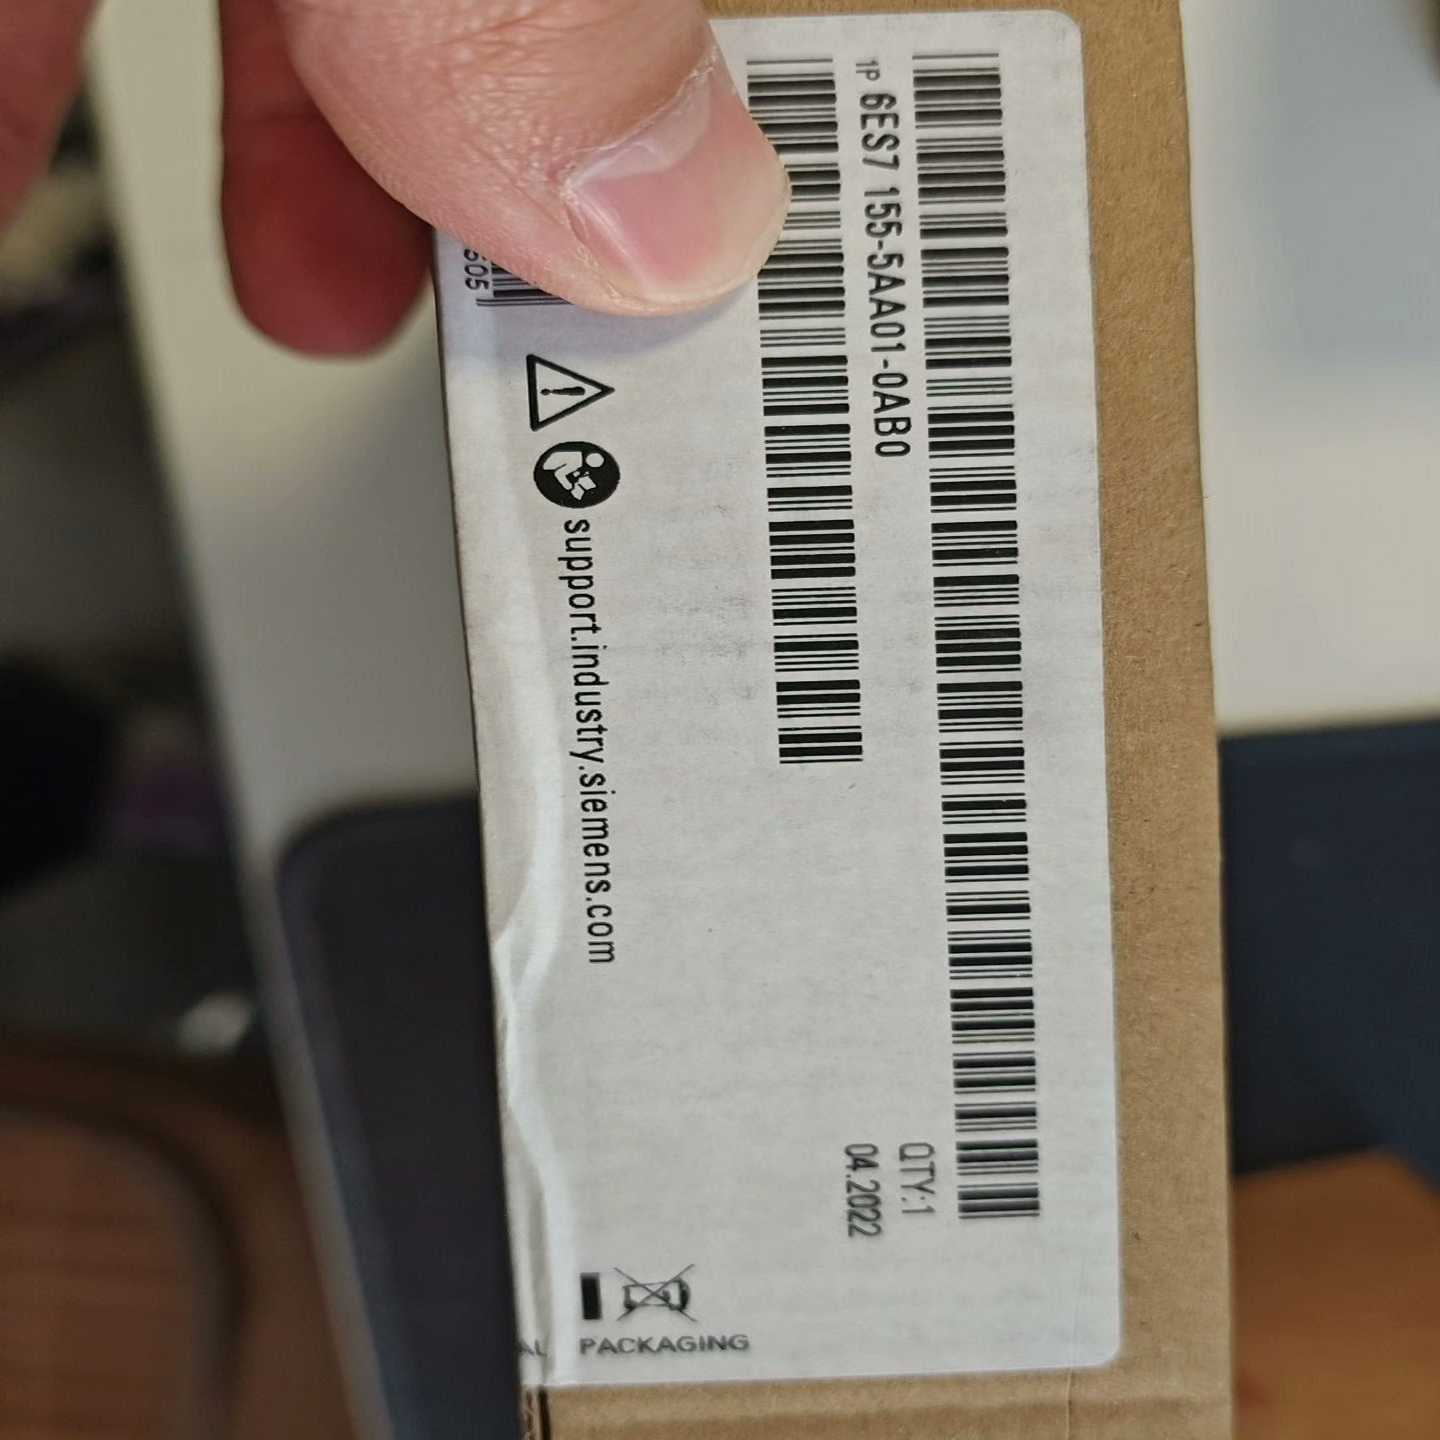 1P 6ES7 155-5AA01-0AB0
QTY:1
04.2022
support.industry.siemens.com
PACKAGING